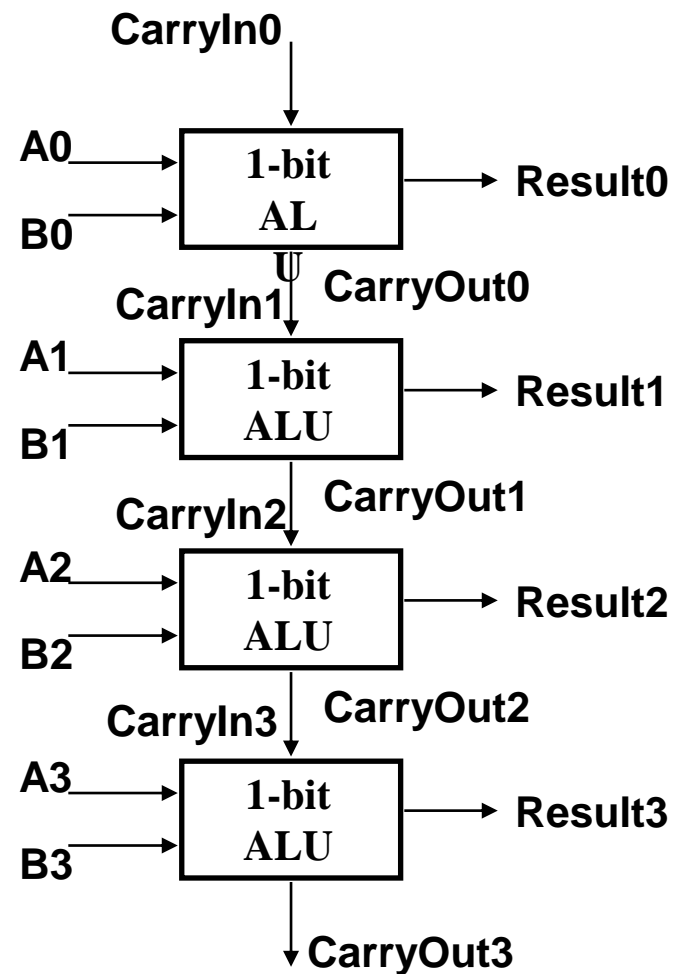 CarryIn0
A0
1-bit
Result0
B0
AL
U
CarryOut0
CarryIn1
A1
1-bit
Result1
B1
ALU
CarryOut1
CarryIn2
A2
1-bit
Result2
B2
ALU
CarryOut2
CarryIn3
A3
1-bit
Result3
B3
ALU
CarryOut3